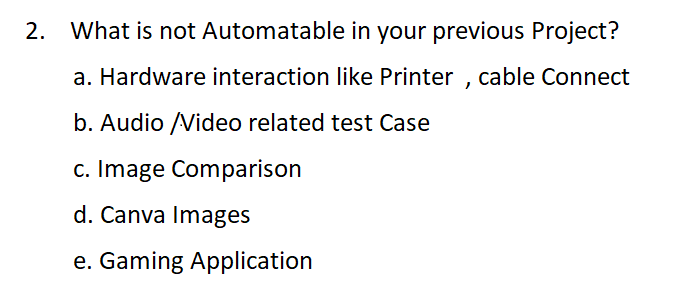 2. What is not Automatable in your previous Project?
a. Hardware interaction like Printer , cable Connect
b. Audio /Video related test Case
c. Image Comparison
d. Canva Images
e. Gaming Application